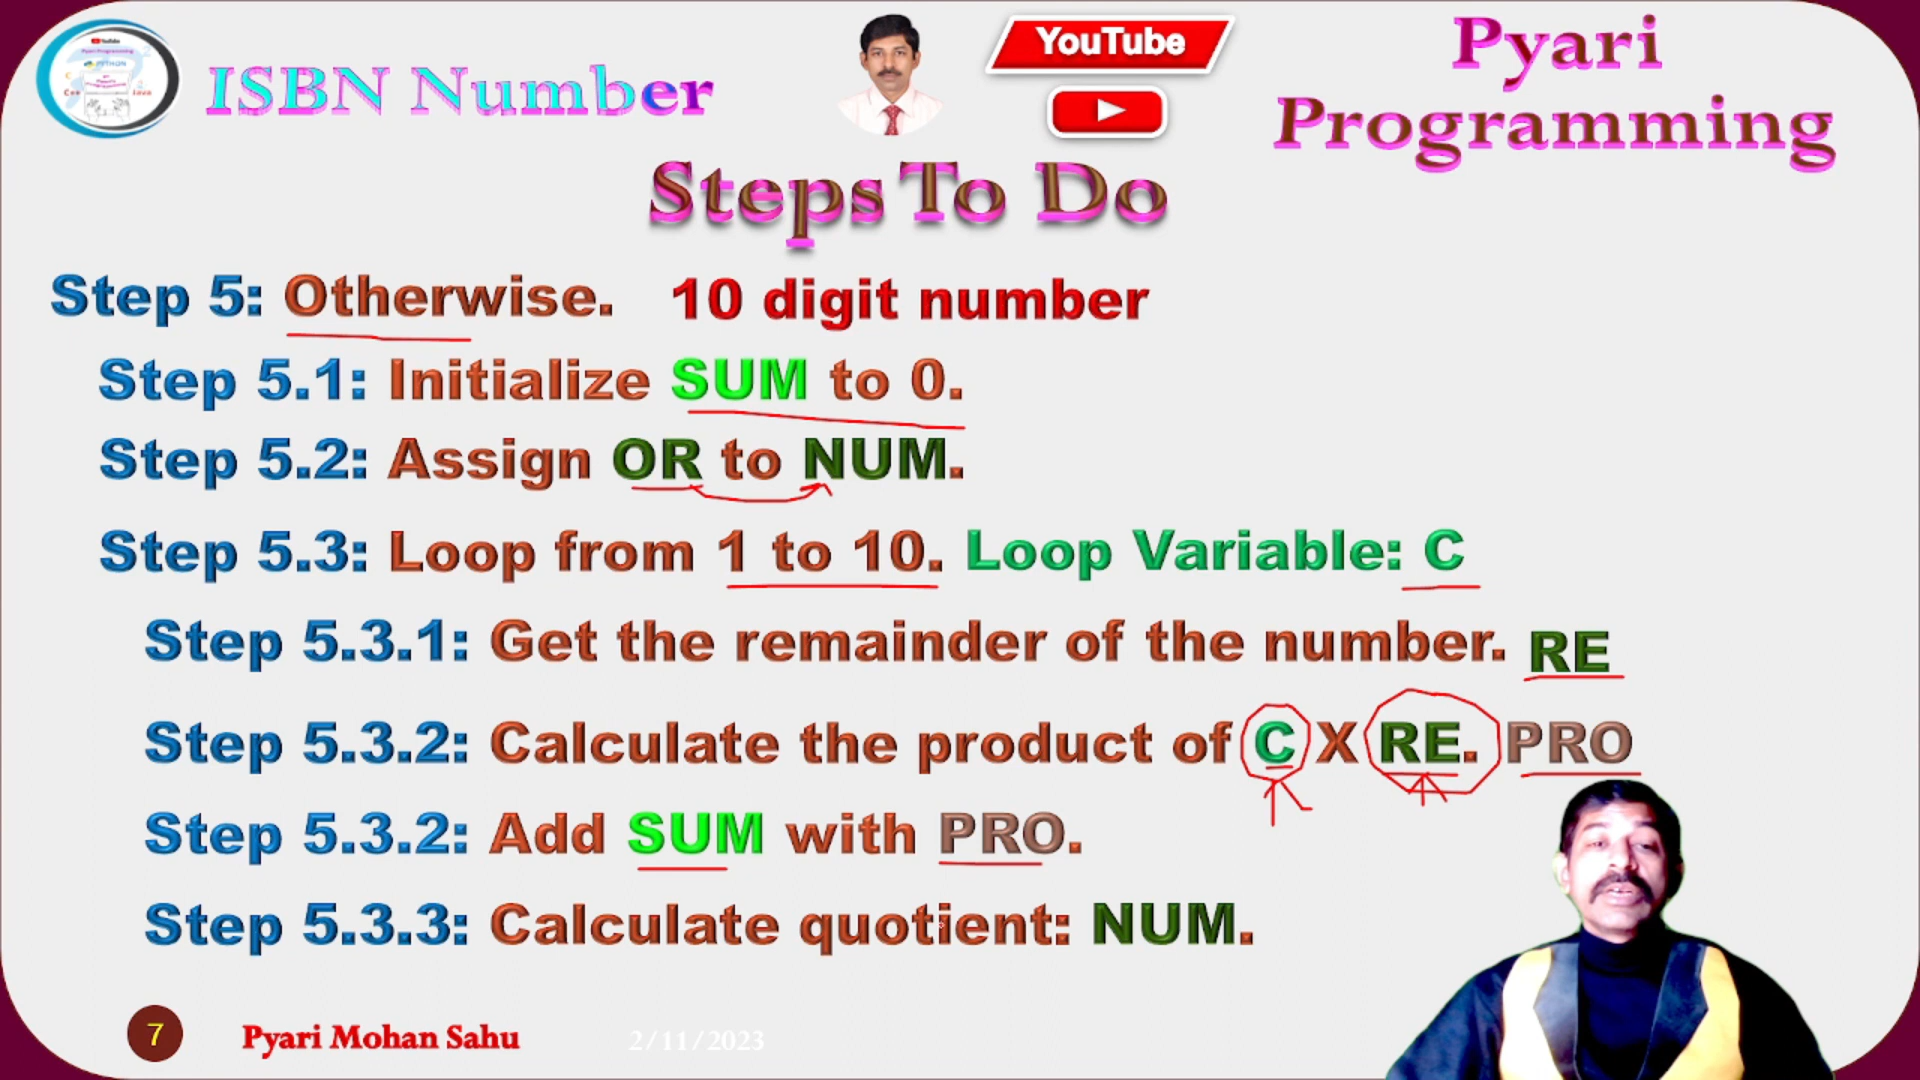 ISBN Number
YouTube
Pyari
Programming
Steps To Do
Step 5: Otherwise. 10 digit number
Step 5.1: Initialize SUM to 0.
Step 5.2: Assign OR to NUM.
Step 5.3: Loop from 1 to 10. Loop Variable: C
Step 5.3.1: Get the remainder of the number. RE
Step 5.3.2: Calculate the product of C X RE. PRO
Step 5.3.2: Add SUM with PRO.
Step 5.3.3: Calculate quotient: NUM.
7 Pyari Mohan Sahu 2/11/2023